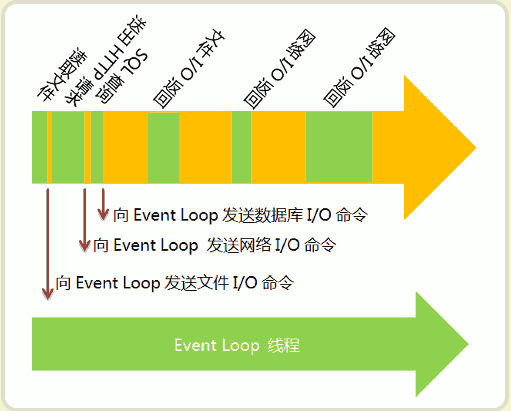 读取文件
送出 HTTP 请求
SQL 查询
文件 I/O 返回
网络 I/O 返回
网络 I/O 返回
向 Event Loop 发送数据库 I/O 命令
向 Event Loop 发送网络 I/O 命令
向 Event Loop 发送文件 I/O 命令
Event Loop 线程